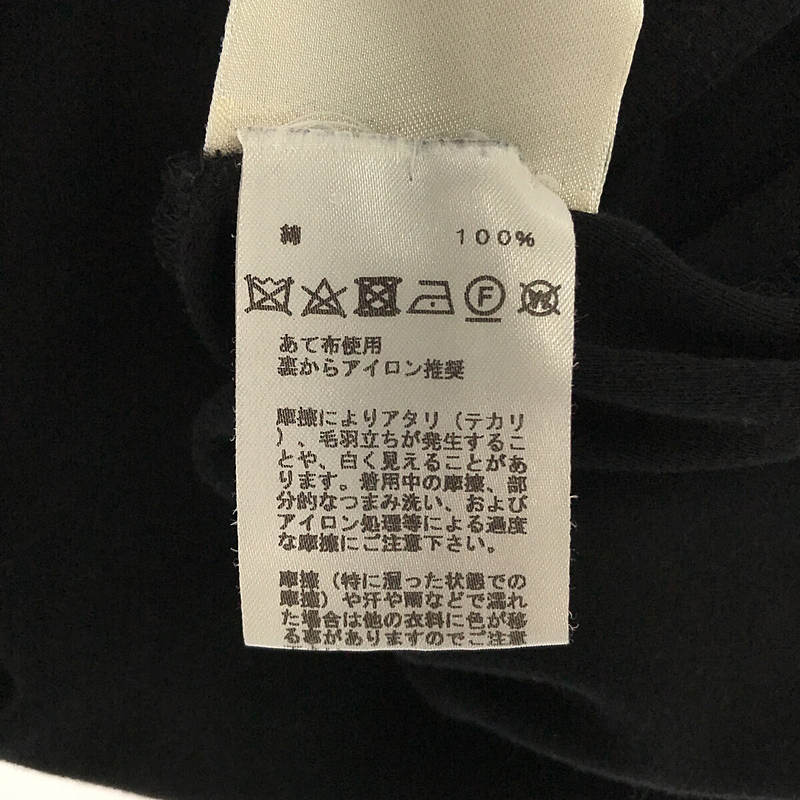 綿 100%
F W
あて布使用
裏からアイロン推奨
摩擦によりアタリ（テカリ
）、毛羽立ちが発生するこ
とや、白く見えることがあ
ります。着用中の摩擦、部
分的なつまみ洗い、および
アイロン処理等による過度
な摩擦にご注意下さい。
摩擦（特に湿った状態での
摩擦）や汗や雨などで濡れ
た場合は他の衣料に色が移
る事がありますのでご注意